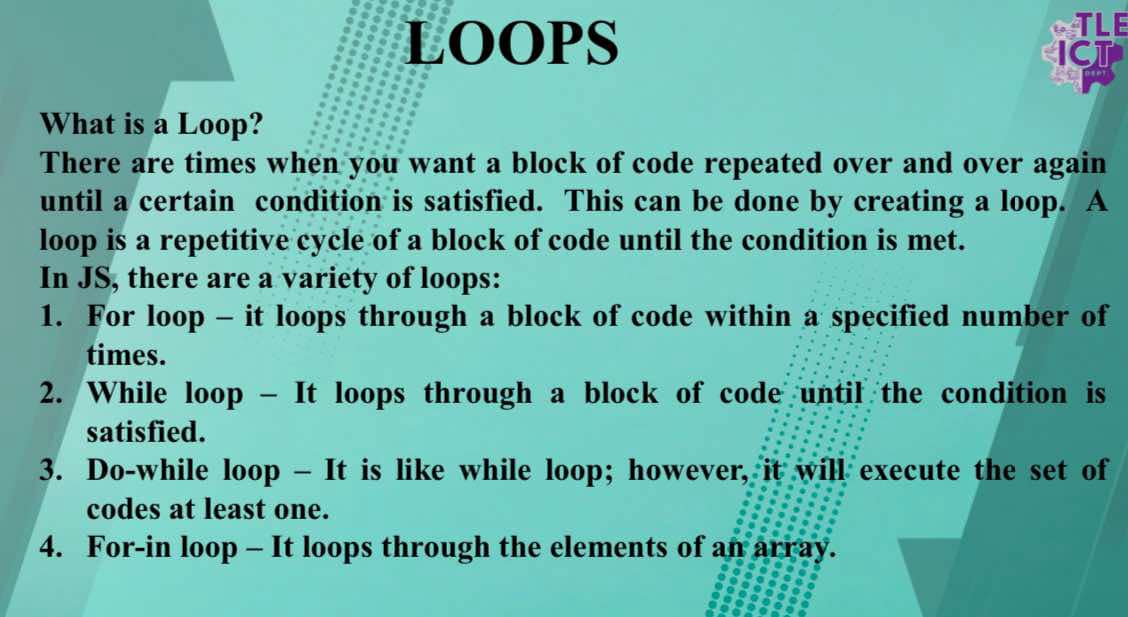 LOOPS
TLE
ICT
DEPT.
What is a Loop?
There are times when you want a block of code repeated over and over again
until a certain condition is satisfied. This can be done by creating a loop. A
loop is a repetitive cycle of a block of code until the condition is met.
In JS, there are a variety of loops:
1. For loop – it loops through a block of code within a specified number of
times.
2. While loop – It loops through a block of code until the condition is
satisfied.
3. Do-while loop – It is like while loop; however, it will execute the set of
codes at least one.
4. For-in loop – It loops through the elements of an array.